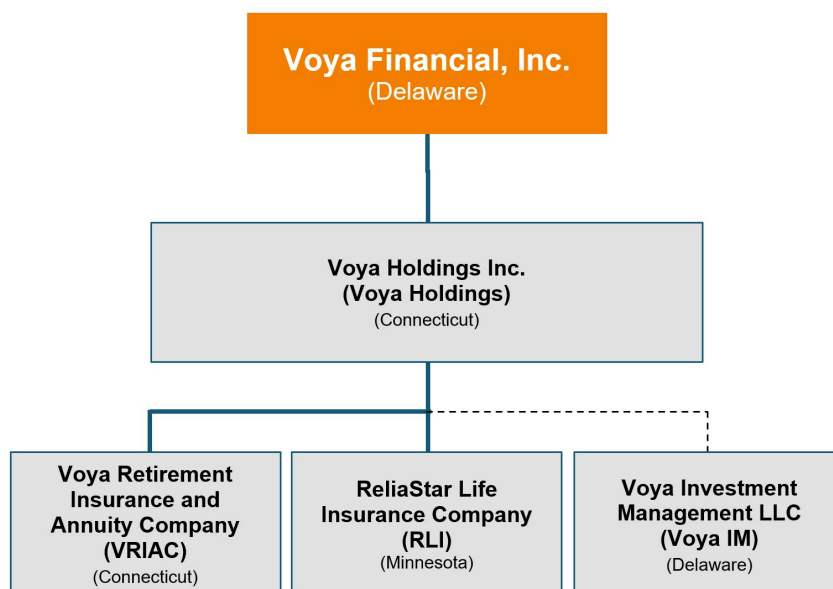 Voya Financial, Inc.
(Delaware)
Voya Holdings Inc.
(Voya Holdings)
(Connecticut)
Voya Retirement
Insurance and
Annuity Company
(VRIAC)
(Connecticut)
ReliaStar Life
Insurance Company
(RLI)
(Minnesota)
Voya Investment
Management LLC
(Voya IM)
(Delaware)